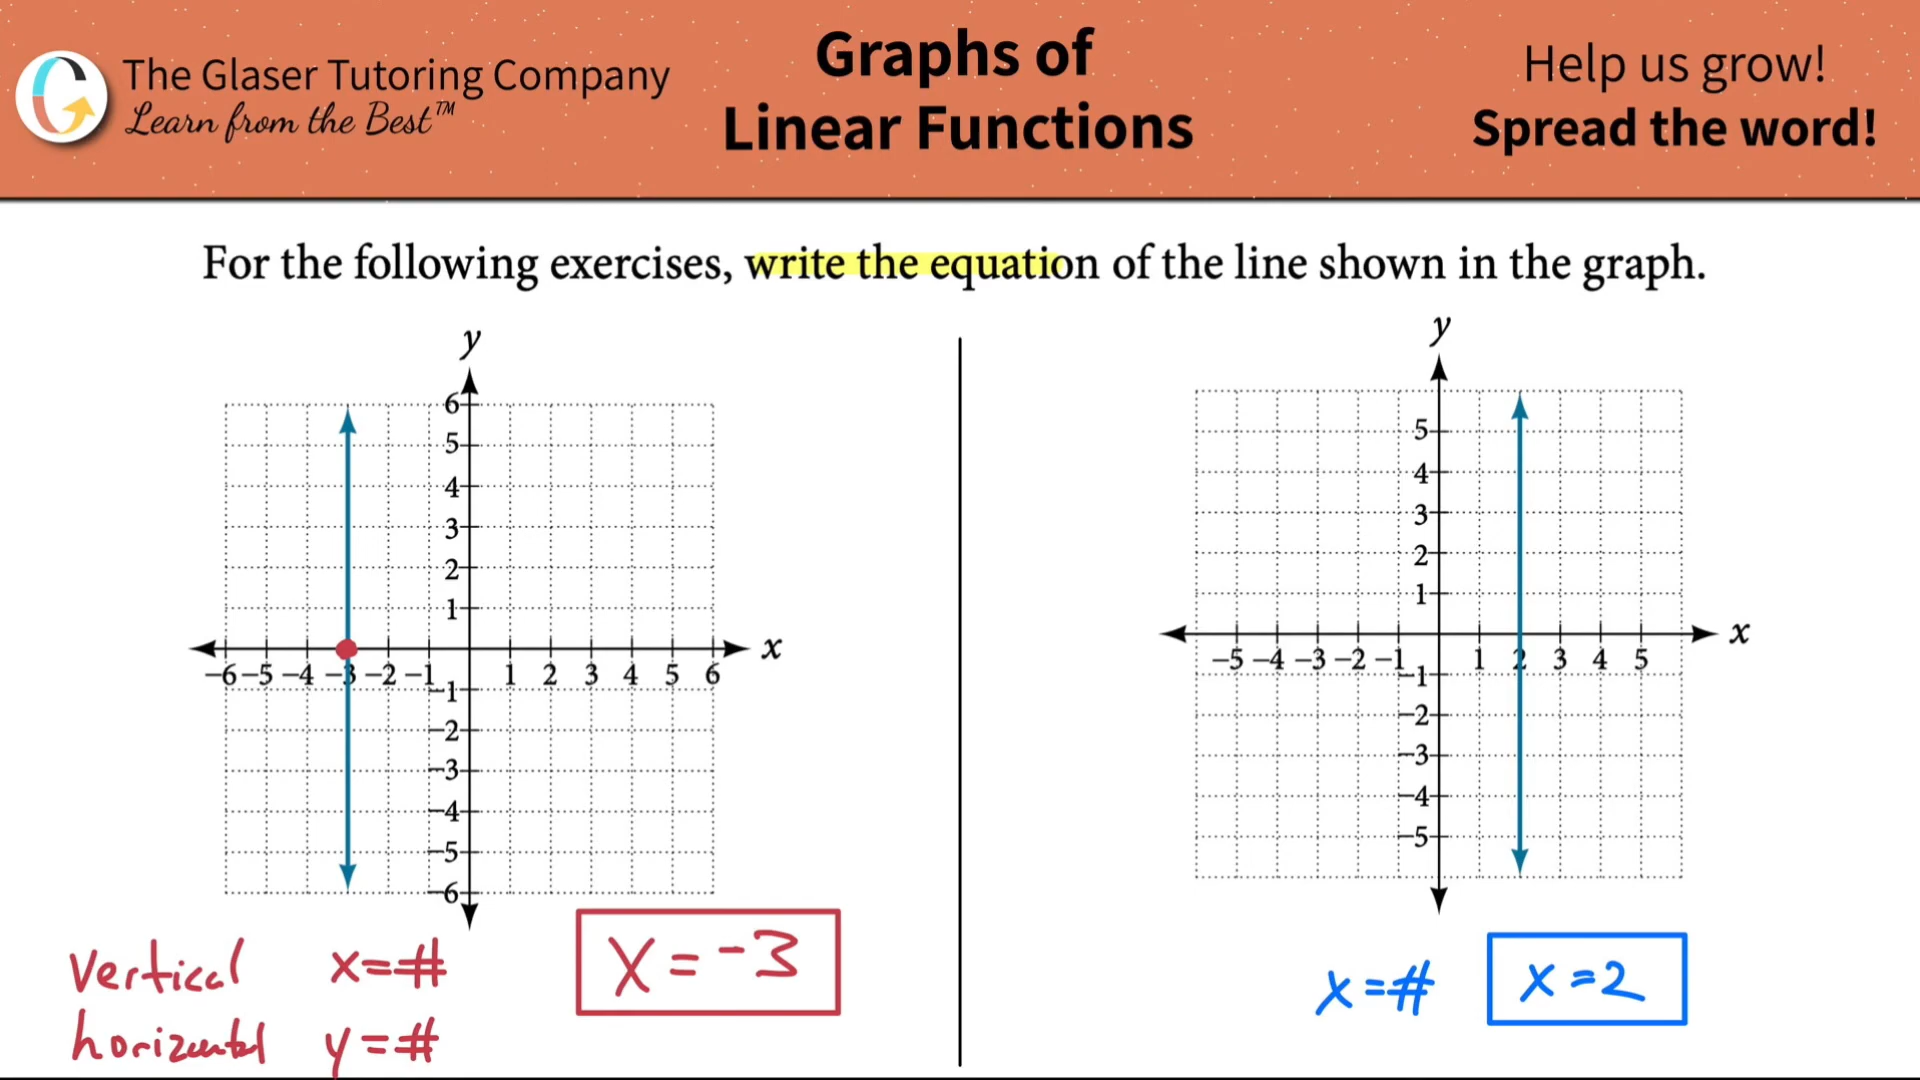 The Glaser Tutoring Company
Learn from the Best™
Graphs of
Linear Functions
Help us grow!
Spread the word!
For the following exercises, write the equation of the line shown in the graph.
y
6
5
4
3
2
1
x
−6 −5 −4 −3 −2 −1 1 2 3 4 5 6
−1
−2
−3
−4
−5
−6
vertical x=#
horizontal y=#
x=-3
y
5
4
3
2
1
x
−5 −4 −3 −2 −1 1 2 3 4 5
−1
−2
−3
−4
−5
x=#
x=2